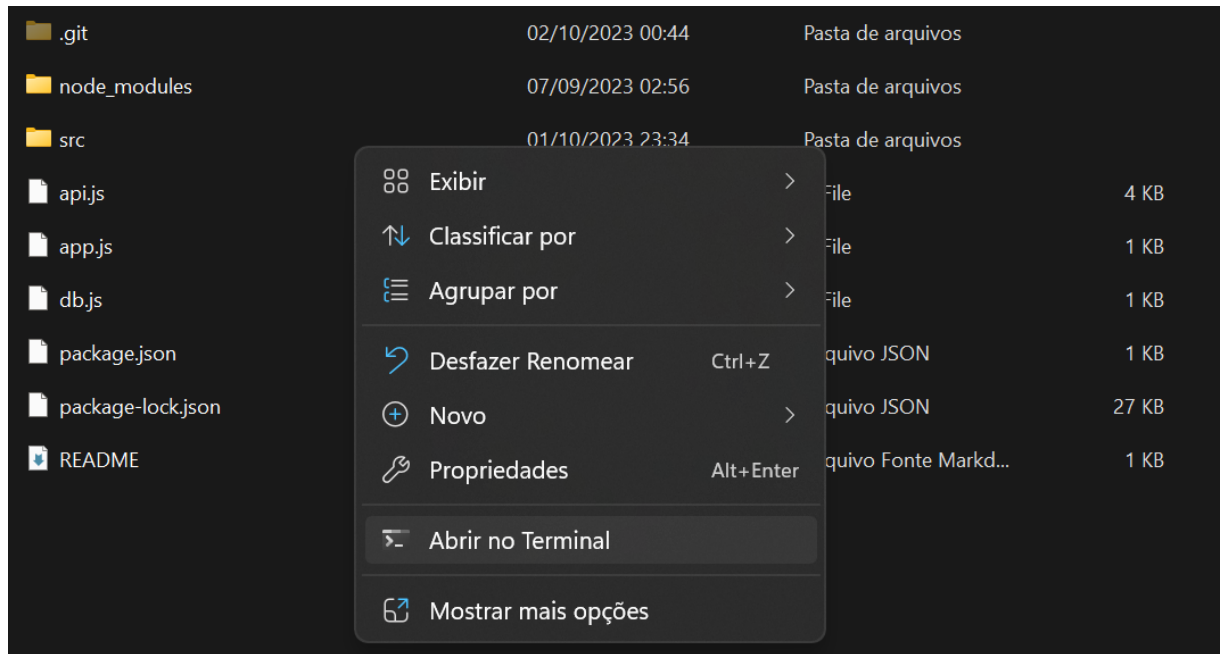 .git 02/10/2023 00:44 Pasta de arquivos
node_modules 07/09/2023 02:56 Pasta de arquivos
src 01/10/2023 23:34 Pasta de arquivos
api.js File 4 KB
app.js File 1 KB
db.js File 1 KB
package.json quivo JSON 1 KB
package-lock.json quivo JSON 27 KB
README quivo Fonte Markd... 1 KB
Exibir
Classificar por
Agrupar por
Desfazer Renomear Ctrl+Z
Novo
Propriedades Alt+Enter
Abrir no Terminal
Mostrar mais opções